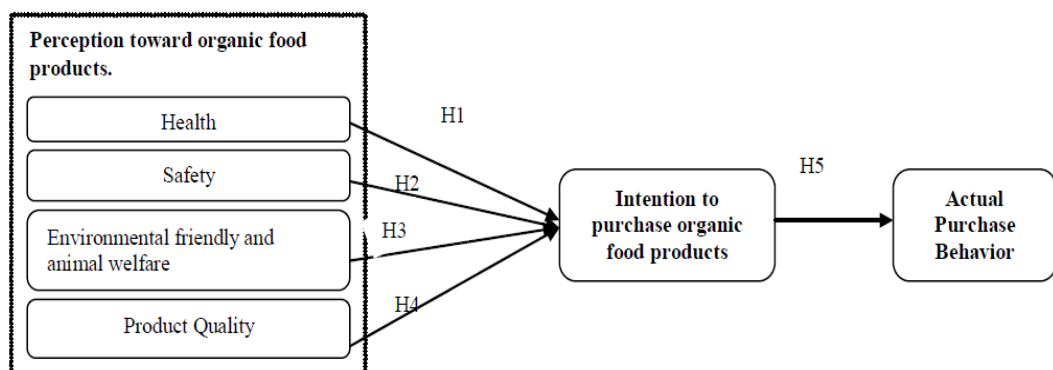 Perception toward organic food
products.
Health
Safety
Environmental friendly and
animal welfare
Product Quality
H1
H2
H3
H4
Intention to
purchase organic
food products
H5
Actual
Purchase
Behavior